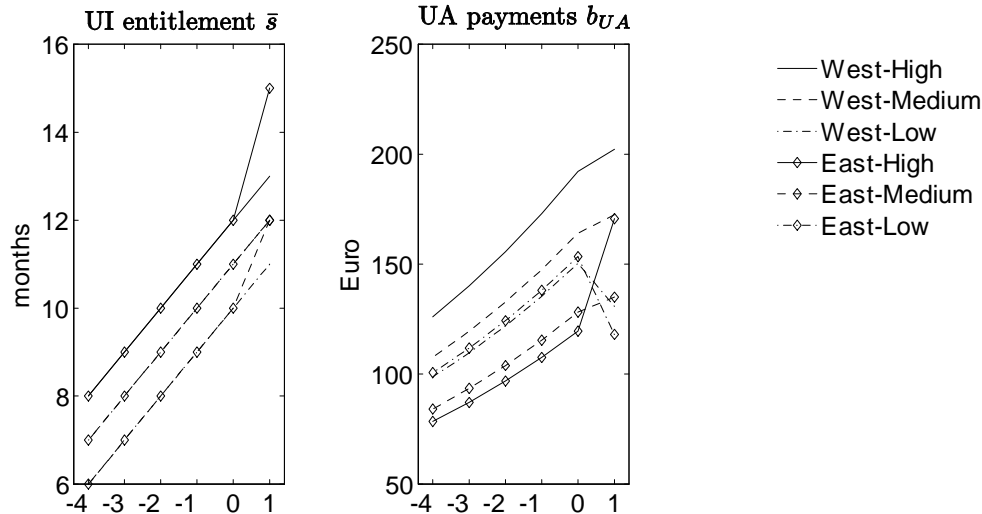 UI entitlement s̄
UA payments b_{UA}
16
14
12
10
8
6
months
-4 -3 -2 -1 0 1
250
200
150
100
50
Euro
-4 -3 -2 -1 0 1
West-High
West-Medium
West-Low
East-High
East-Medium
East-Low